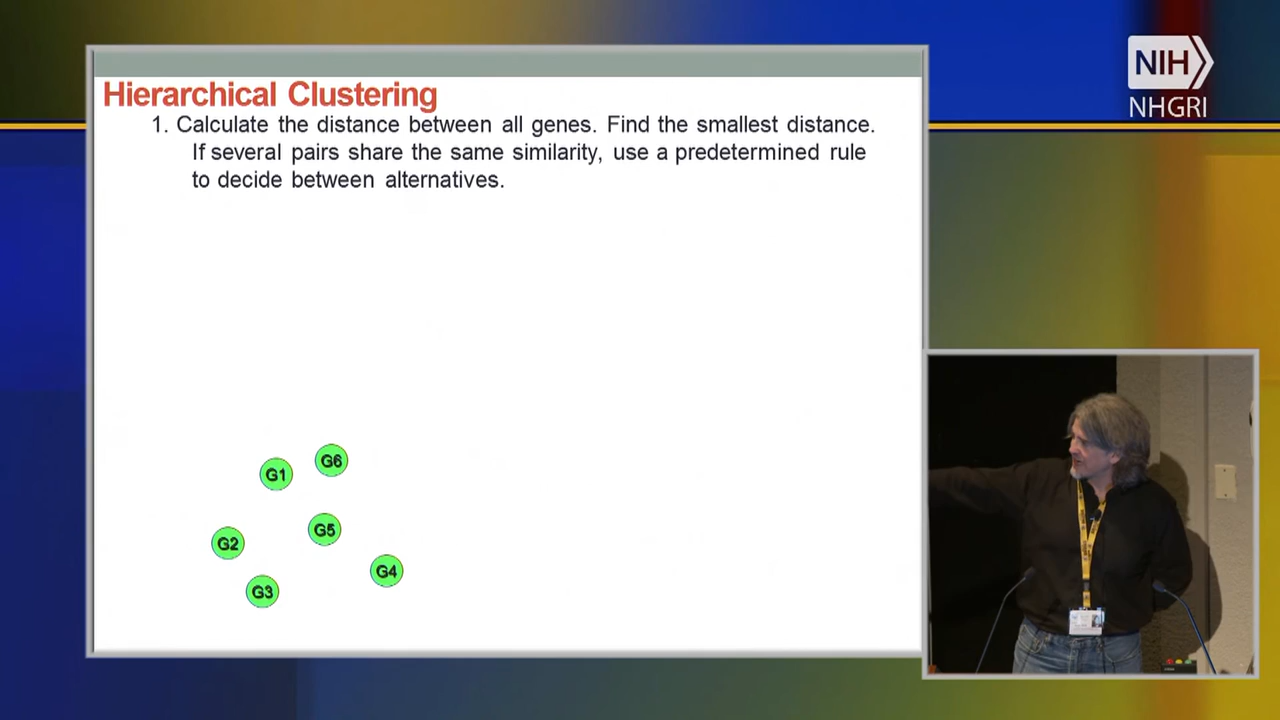 Hierarchical Clustering
1. Calculate the distance between all genes. Find the smallest distance.
If several pairs share the same similarity, use a predetermined rule
to decide between alternatives.
G1
G6
G5
G2
G4
G3
NIH
NHGRI